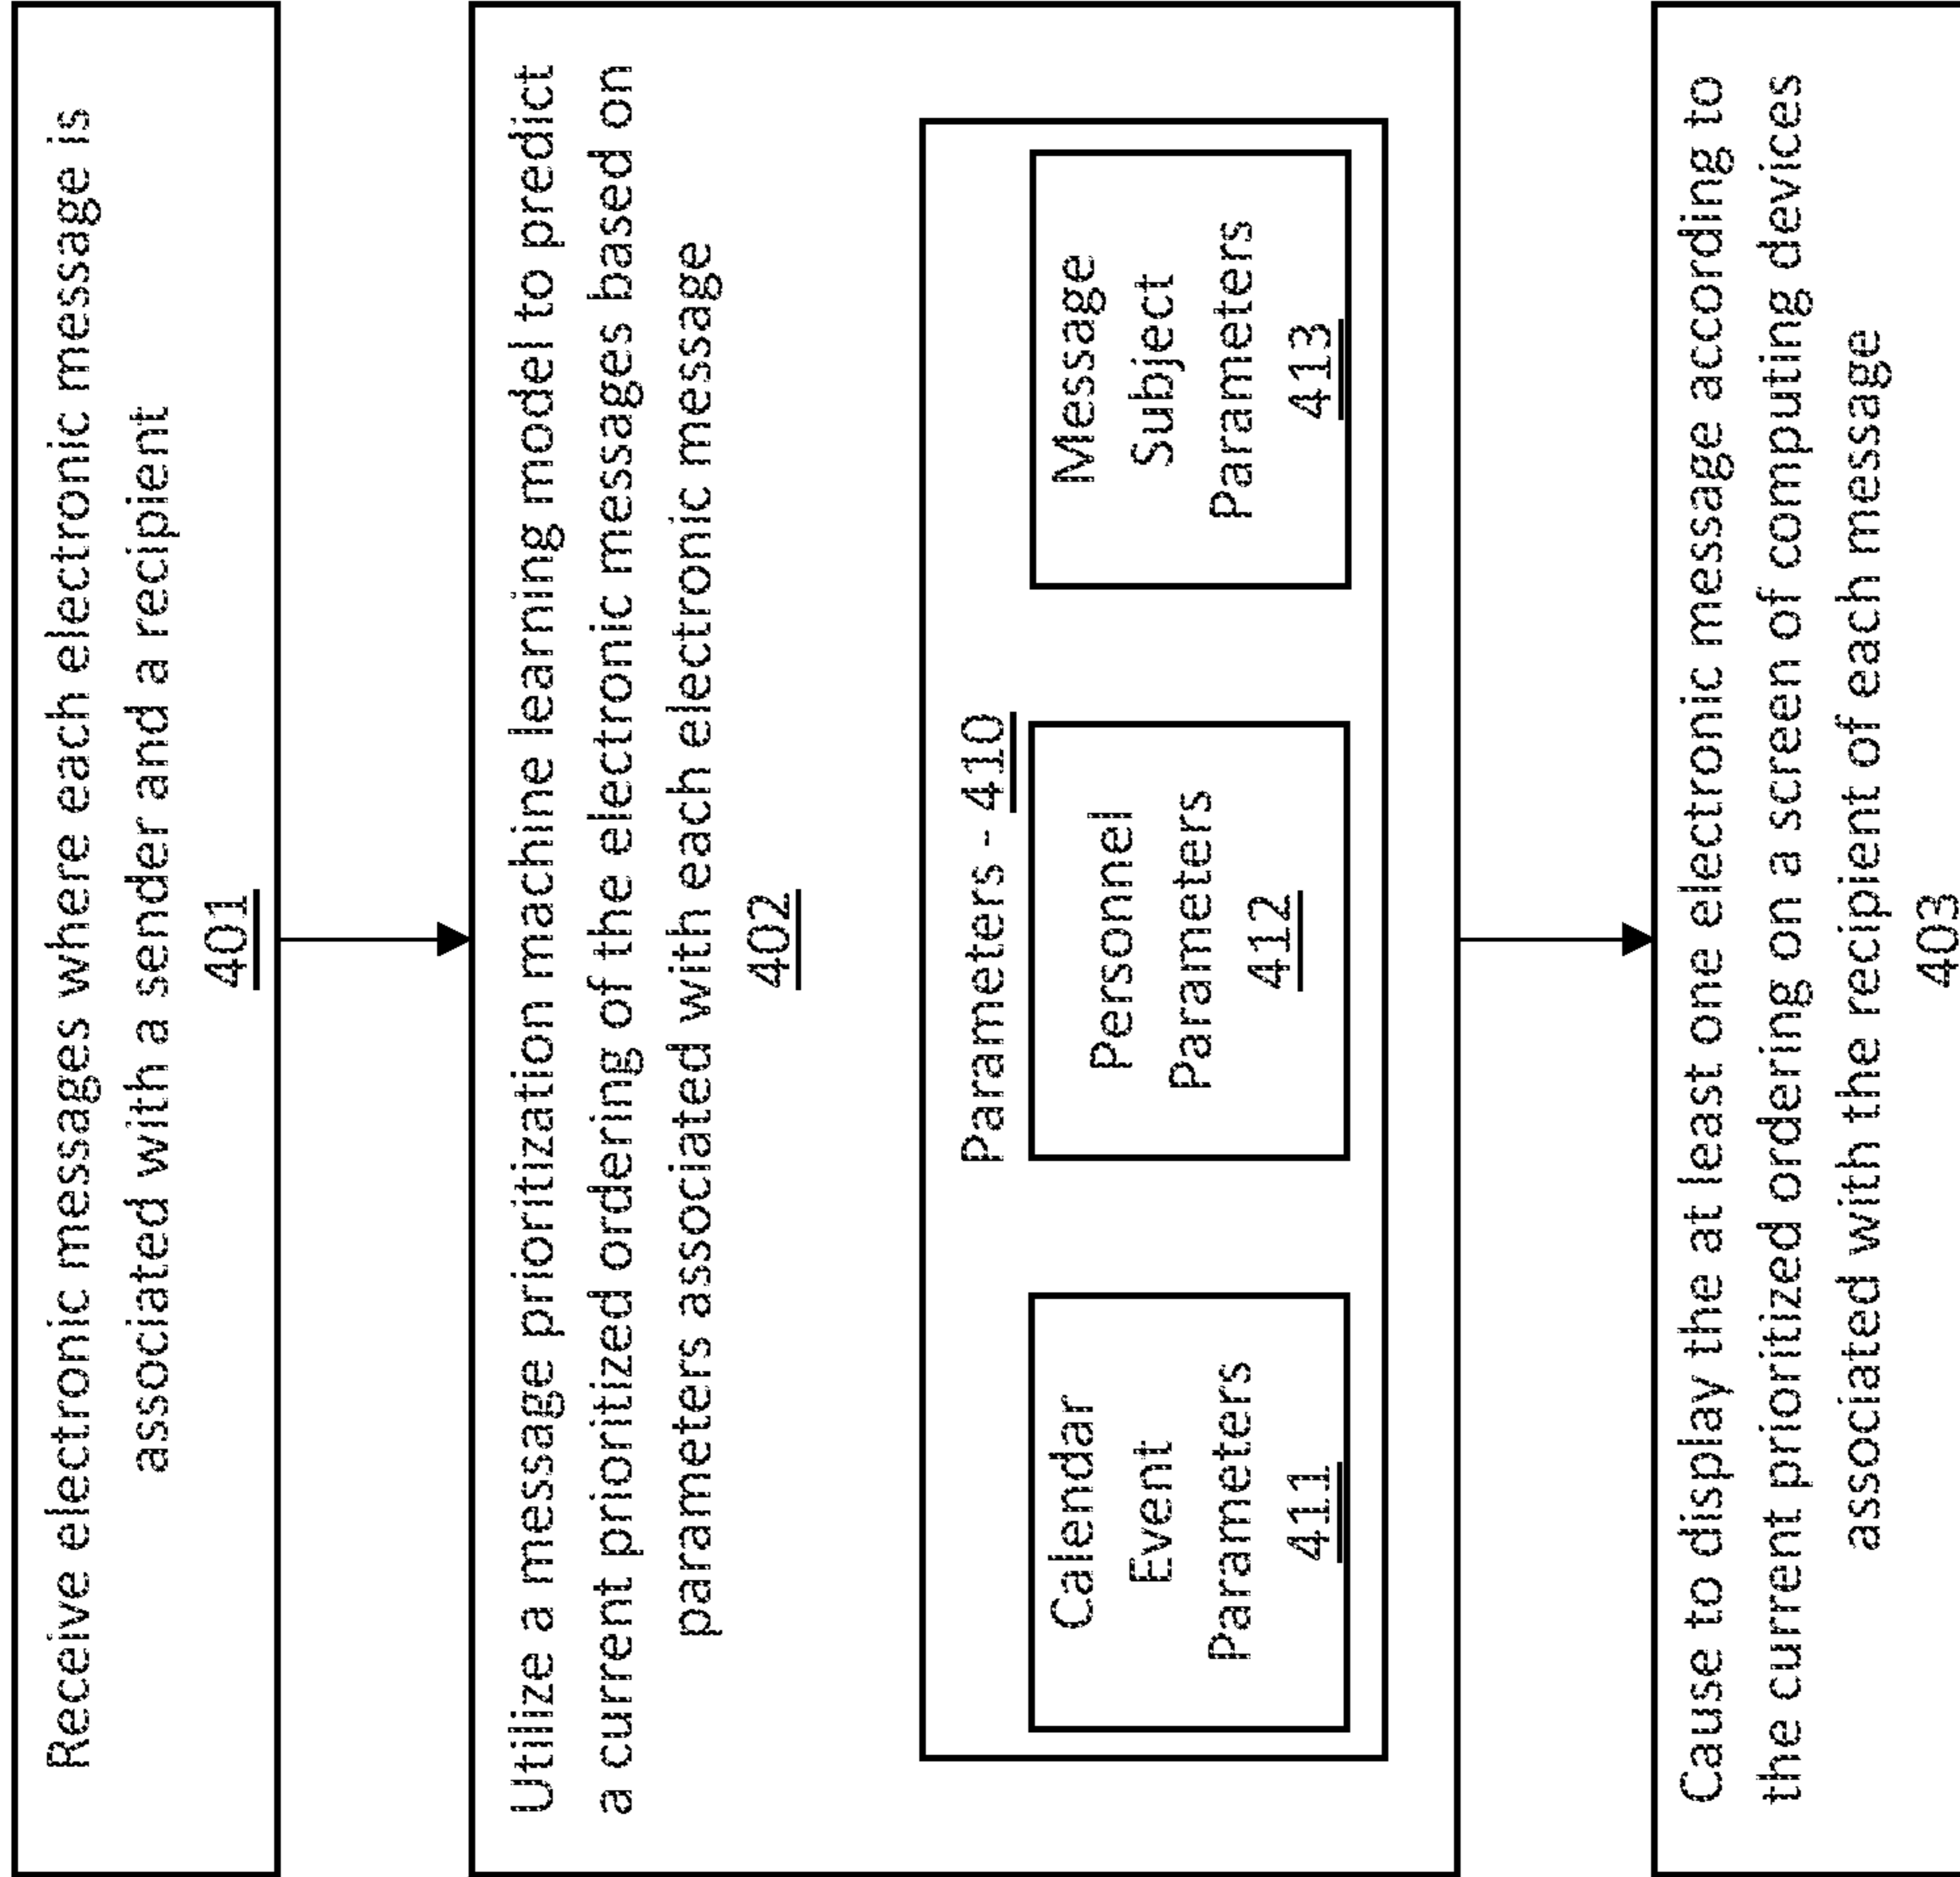 Receive electronic messages where each electronic message is
associated with a sender and a recipient
401
Utilize a message prioritization machine learning model to predict
a current prioritized ordering of the electronic messages based on
parameters associated with each electronic message
402
Parameters - 410
Calendar
Event
Parameters
411
Personnel
Parameters
412
Message
Subject
Parameters
413
Cause to display the at least one electronic message according to
the current prioritized ordering on a screen of computing devices
associated with the recipient of each message
403